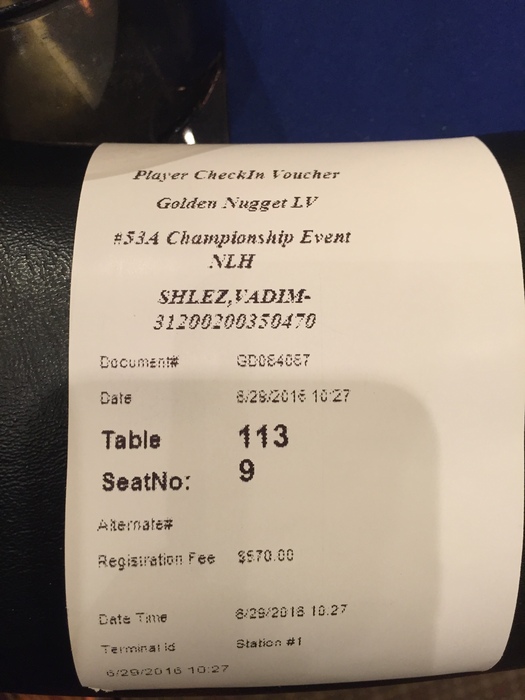 Player CheckIn Voucher
Golden Nugget LV
#53A Championship Event
NLH
SHLEZ,VADIM-
31200200350470
Document# GD064067
Date 6/29/2016 10:27
Table 113
SeatNo: 9
Alternate#
Registration Fee $570.00
Date Time 6/29/2016 10:27
Terminal id Station #1
6/29/2016 10:27